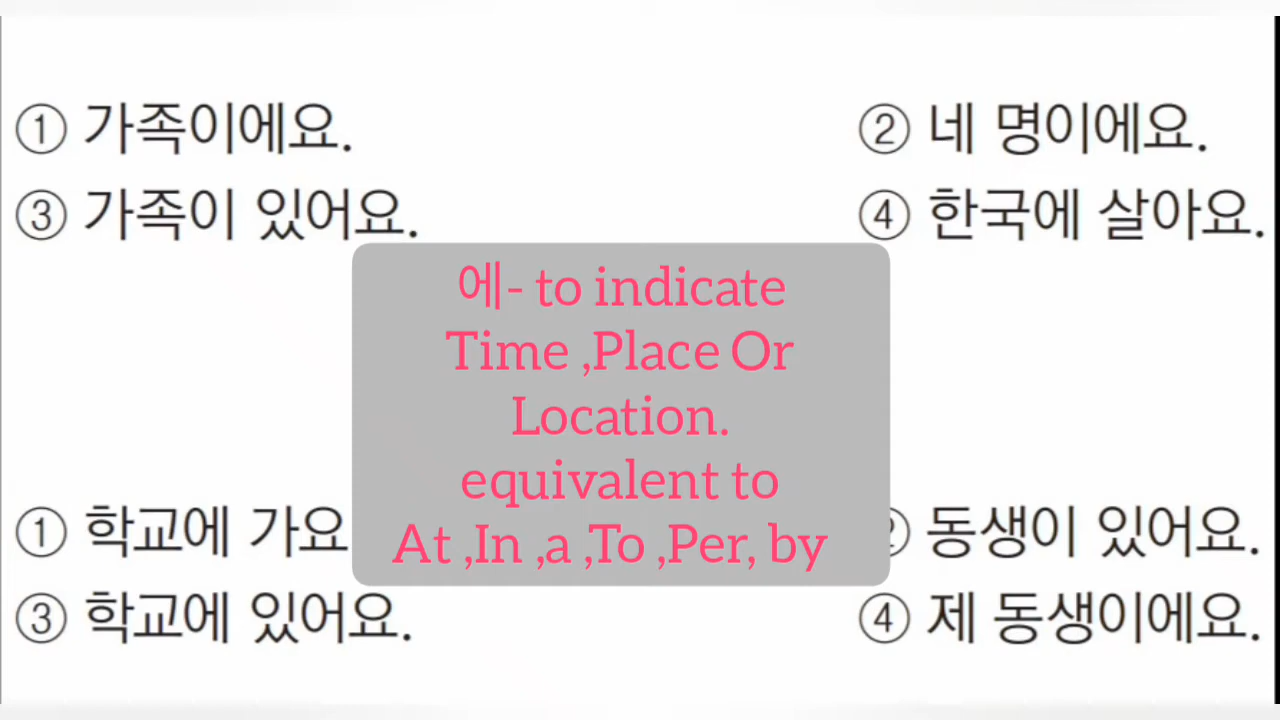 ① 가족이에요.
② 네 명이에요.
③ 가족이 있어요.
④ 한국에 살아요.
에- to indicate
Time ,Place Or
Location.
equivalent to
At ,In ,a ,To ,Per, by
① 학교에 가요
② 동생이 있어요.
③ 학교에 있어요.
④ 제 동생이에요.